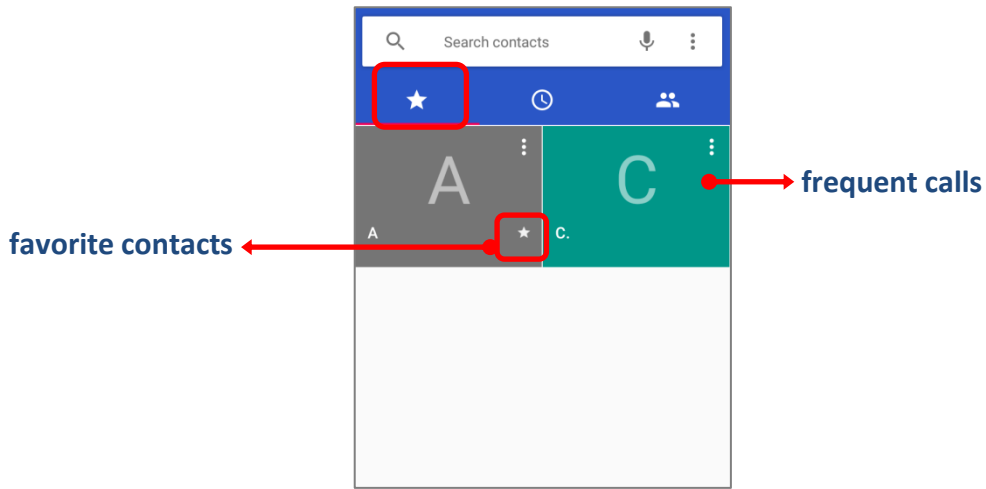 Search contacts
A
C
frequent calls
A
C.
favorite contacts